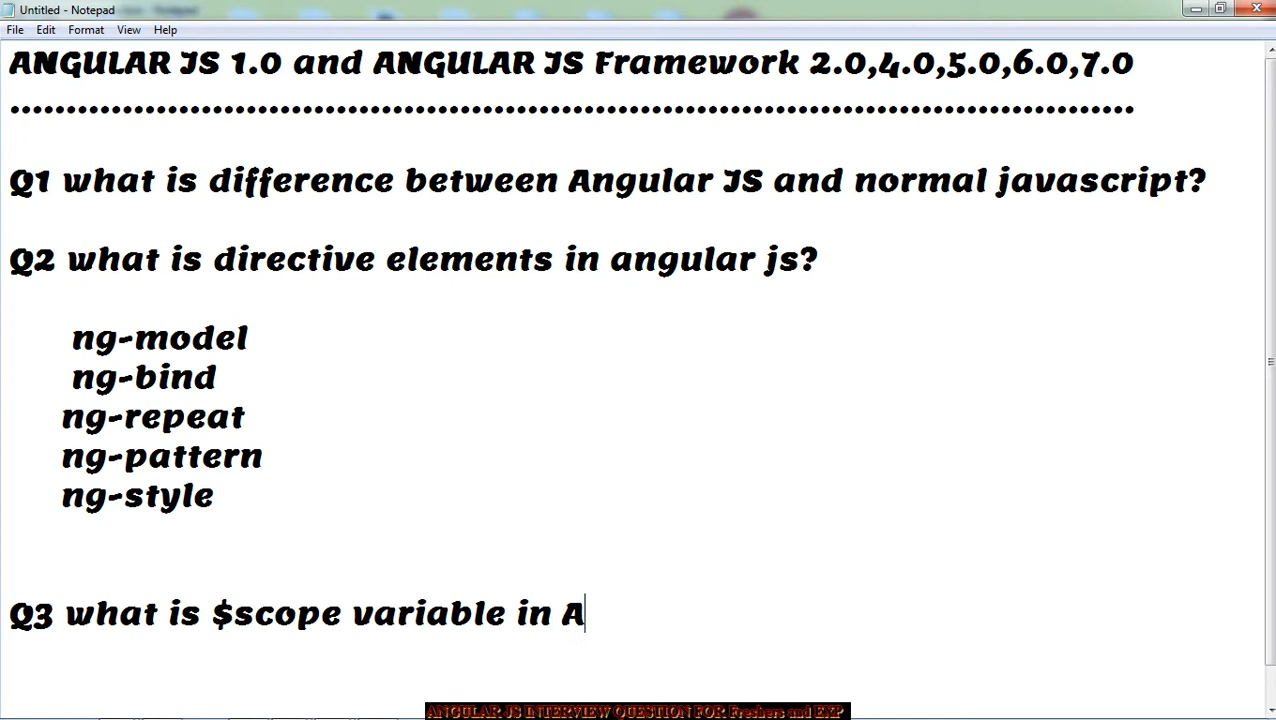 Untitled - Notepad
File Edit Format View Help
ANGULAR JS 1.0 and ANGULAR JS Framework 2.0,4.0,5.0,6.0,7.0
Q1 what is difference between Angular JS and normal javascript?
Q2 what is directive elements in angular js?
ng-model
ng-bind
ng-repeat
ng-pattern
ng-style
Q3 what is $scope variable in A
ANGULAR JS INTERVIEW QUESTION FOR Freshers and EXP